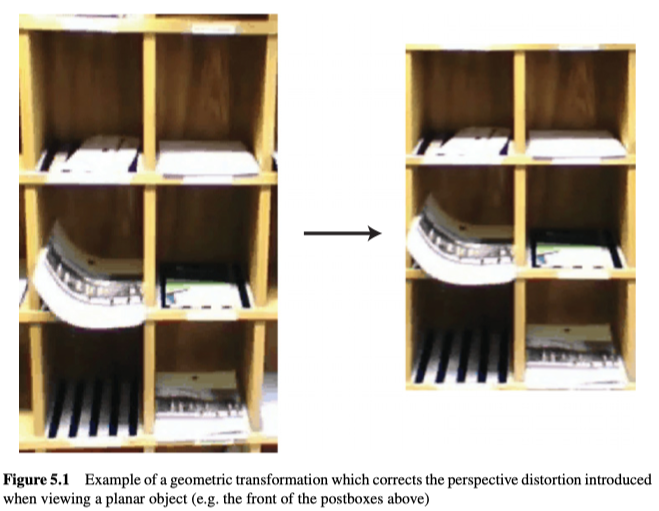 Figure 5.1 Example of a geometric transformation which corrects the perspective distortion introduced
when viewing a planar object (e.g. the front of the postboxes above)